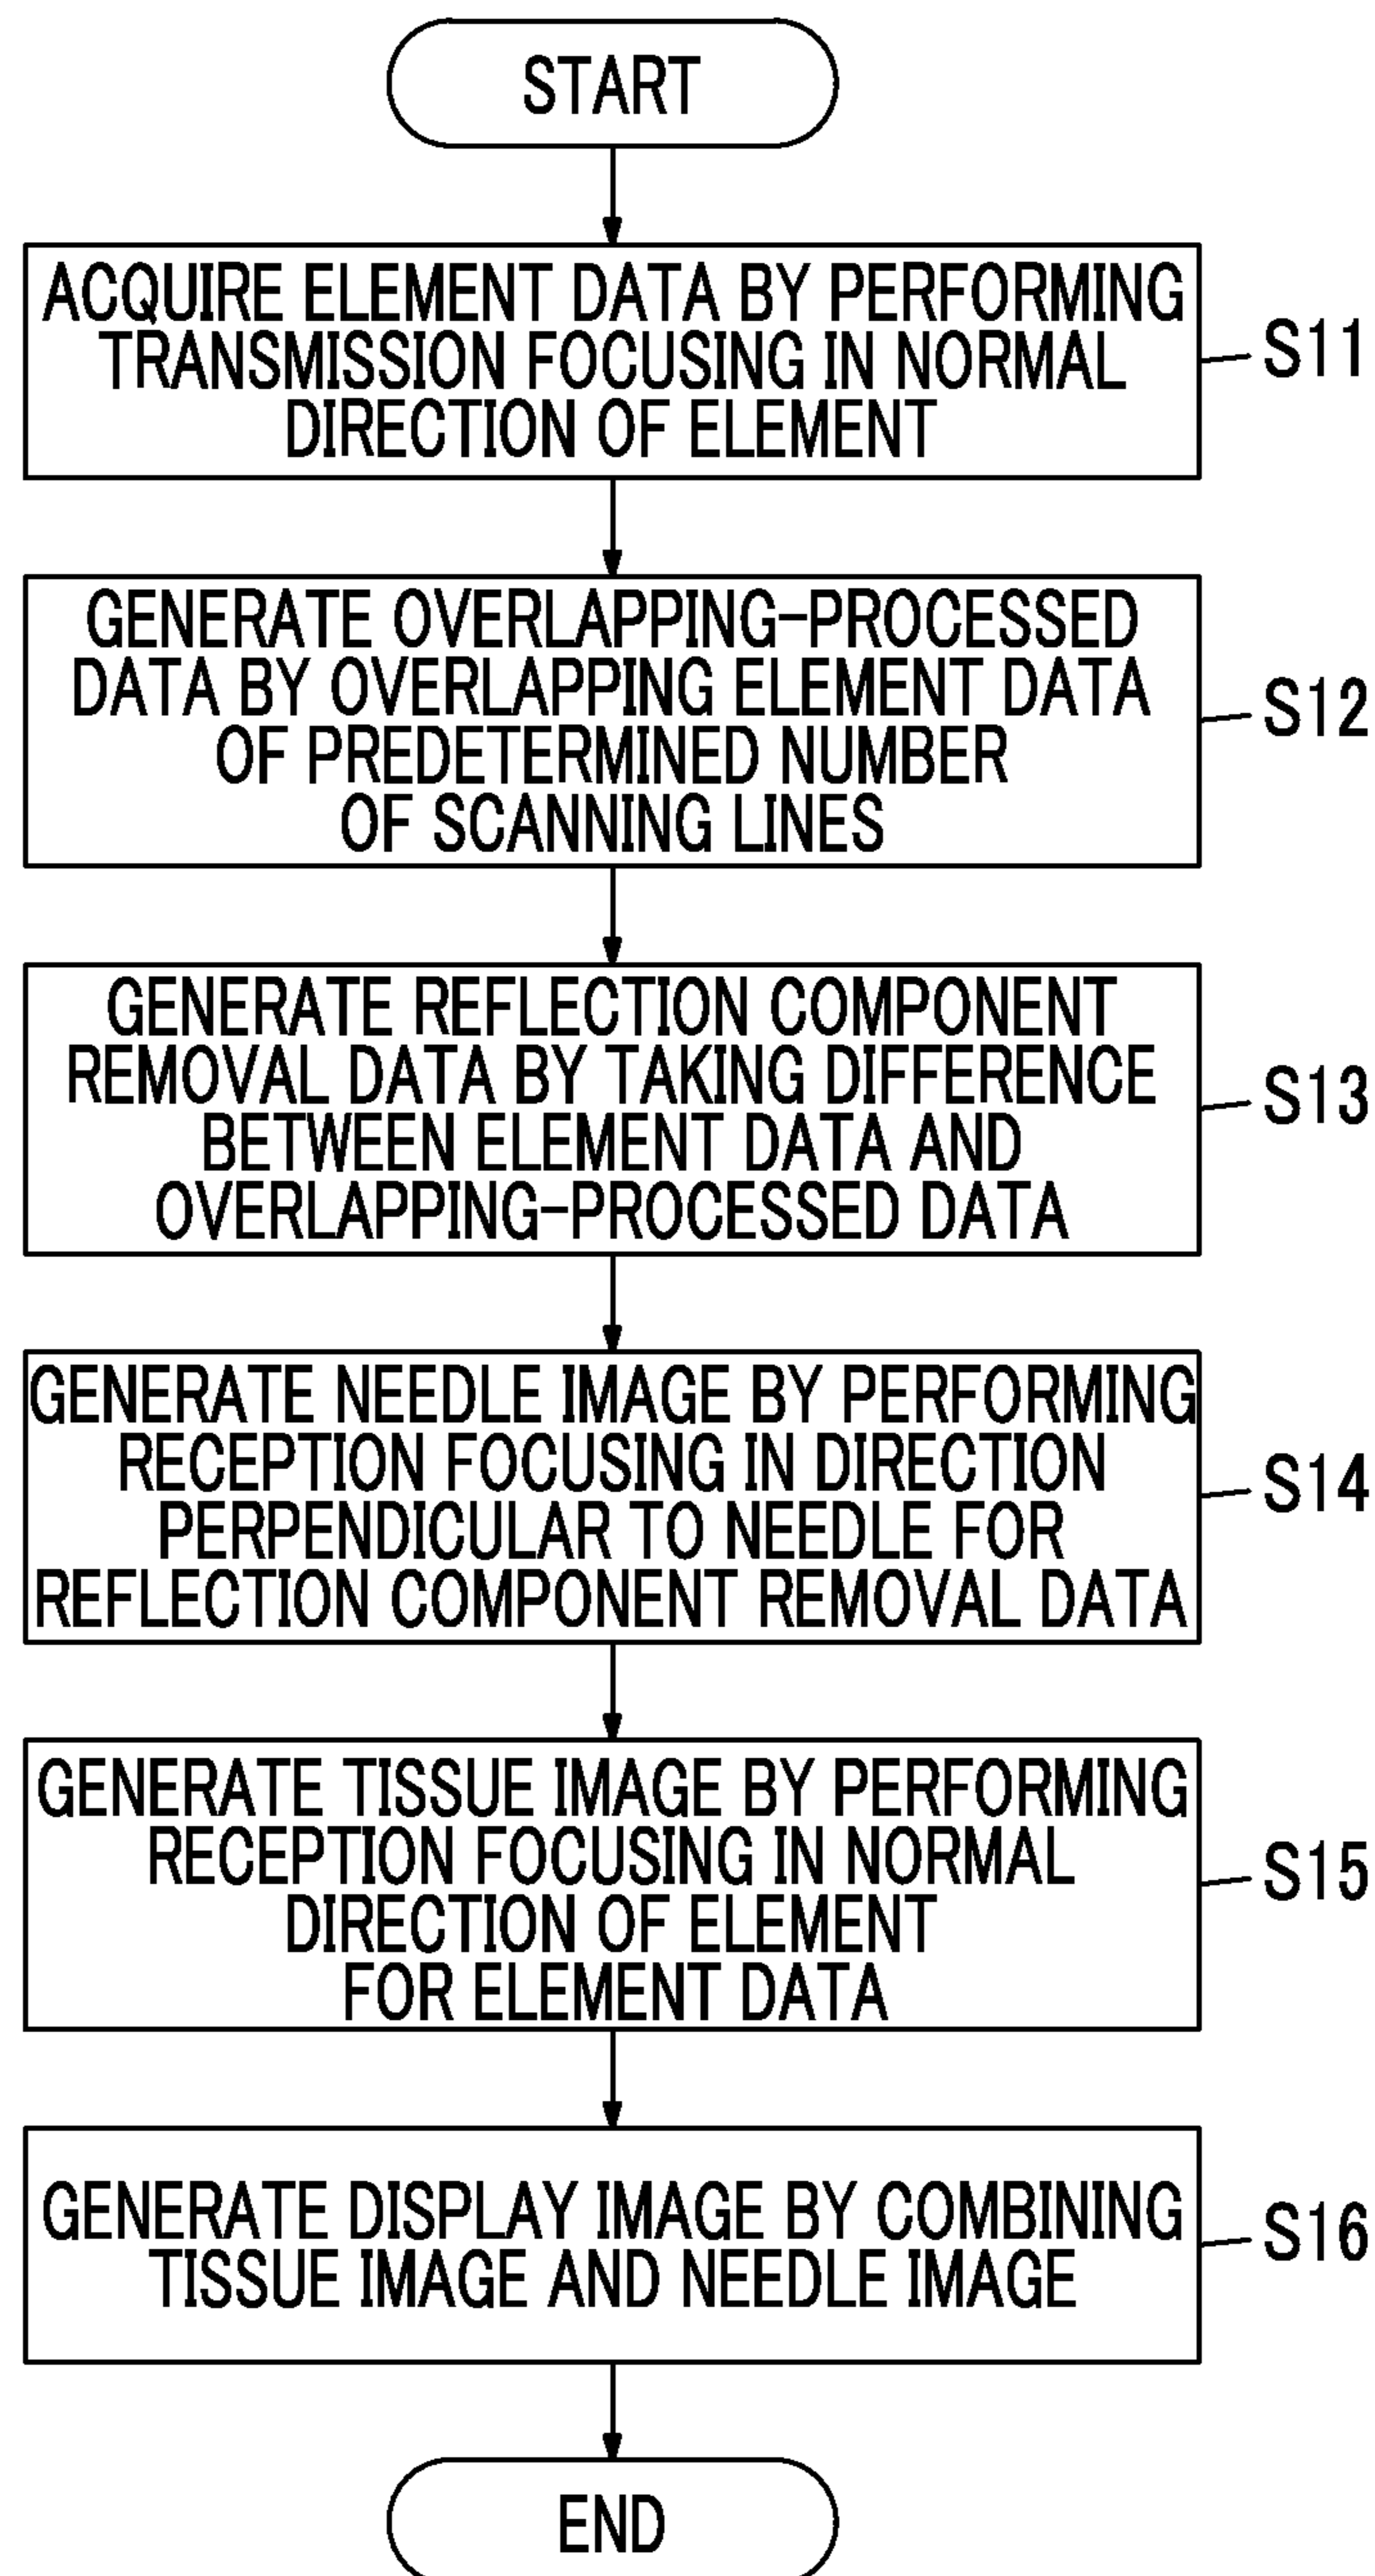 START
ACQUIRE ELEMENT DATA BY PERFORMING
TRANSMISSION FOCUSING IN NORMAL
DIRECTION OF ELEMENT
S11
GENERATE OVERLAPPING-PROCESSED
DATA BY OVERLAPPING ELEMENT DATA
OF PREDETERMINED NUMBER
OF SCANNING LINES
S12
GENERATE REFLECTION COMPONENT
REMOVAL DATA BY TAKING DIFFERENCE
BETWEEN ELEMENT DATA AND
OVERLAPPING-PROCESSED DATA
S13
GENERATE NEEDLE IMAGE BY PERFORMING
RECEPTION FOCUSING IN DIRECTION
PERPENDICULAR TO NEEDLE FOR
REFLECTION COMPONENT REMOVAL DATA
S14
GENERATE TISSUE IMAGE BY PERFORMING
RECEPTION FOCUSING IN NORMAL
DIRECTION OF ELEMENT
FOR ELEMENT DATA
S15
GENERATE DISPLAY IMAGE BY COMBINING
TISSUE IMAGE AND NEEDLE IMAGE
S16
END